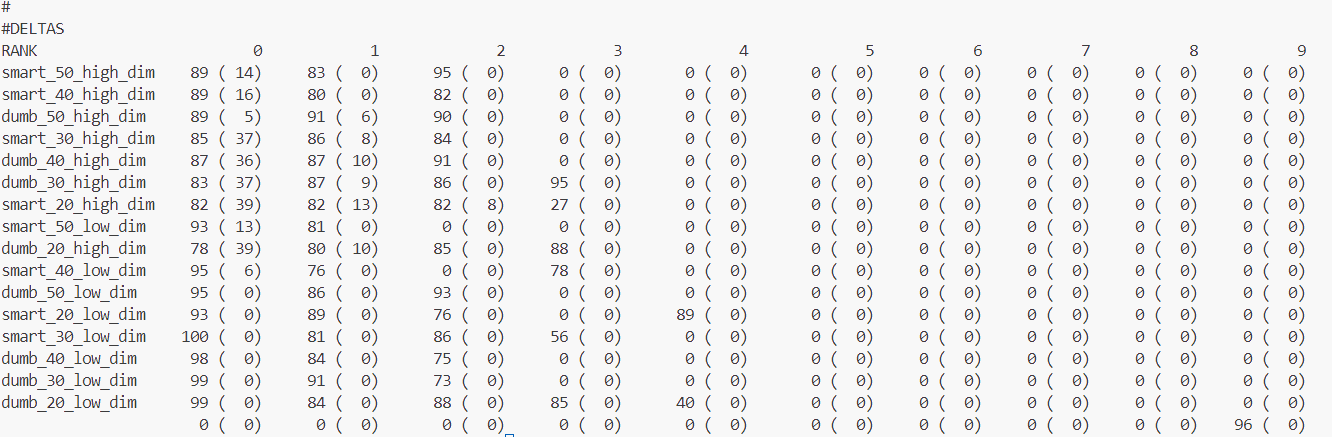 #
#DELTAS
RANK                     0          1           2          3          4           5          6          7          8          9
smart_50_high_dim   89 ( 14)   83 (  0)   95 (  0)    0 (  0)    0 (  0)    0 (  0)    0 (  0)    0 (  0)    0 (  0)    0 (  0)
smart_40_high_dim   89 ( 16)   80 (  0)   82 (  0)    0 (  0)    0 (  0)    0 (  0)    0 (  0)    0 (  0)    0 (  0)    0 (  0)
dumb_50_high_dim    89 (  5)   91 (  6)   90 (  0)    0 (  0)    0 (  0)    0 (  0)    0 (  0)    0 (  0)    0 (  0)    0 (  0)
smart_30_high_dim   85 ( 37)   86 (  8)   84 (  0)    0 (  0)    0 (  0)    0 (  0)    0 (  0)    0 (  0)    0 (  0)    0 (  0)
dumb_40_high_dim    87 ( 36)   87 ( 10)   91 (  0)    0 (  0)    0 (  0)    0 (  0)    0 (  0)    0 (  0)    0 (  0)    0 (  0)
dumb_30_high_dim    83 ( 37)   87 (  9)   86 (  0)   95 (  0)    0 (  0)    0 (  0)    0 (  0)    0 (  0)    0 (  0)    0 (  0)
smart_20_high_dim   82 ( 39)   82 ( 13)   82 (  8)   27 (  0)    0 (  0)    0 (  0)    0 (  0)    0 (  0)    0 (  0)    0 (  0)
smart_50_low_dim    93 ( 13)   81 (  0)    0 (  0)    0 (  0)    0 (  0)    0 (  0)    0 (  0)    0 (  0)    0 (  0)    0 (  0)
dumb_20_high_dim    78 ( 39)   80 ( 10)   85 (  0)   88 (  0)    0 (  0)    0 (  0)    0 (  0)    0 (  0)    0 (  0)    0 (  0)
smart_40_low_dim    95 (  6)   76 (  0)    0 (  0)   78 (  0)    0 (  0)    0 (  0)    0 (  0)    0 (  0)    0 (  0)    0 (  0)
dumb_50_low_dim     95 (  0)   86 (  0)   93 (  0)    0 (  0)    0 (  0)    0 (  0)    0 (  0)    0 (  0)    0 (  0)    0 (  0)
smart_20_low_dim    93 (  0)   89 (  0)   76 (  0)    0 (  0)   89 (  0)    0 (  0)    0 (  0)    0 (  0)    0 (  0)    0 (  0)
smart_30_low_dim   100 (  0)   81 (  0)   86 (  0)   56 (  0)    0 (  0)    0 (  0)    0 (  0)    0 (  0)    0 (  0)    0 (  0)
dumb_40_low_dim     98 (  0)   84 (  0)   75 (  0)    0 (  0)    0 (  0)    0 (  0)    0 (  0)    0 (  0)    0 (  0)    0 (  0)
dumb_30_low_dim     99 (  0)   91 (  0)   73 (  0)    0 (  0)    0 (  0)    0 (  0)    0 (  0)    0 (  0)    0 (  0)    0 (  0)
dumb_20_low_dim     99 (  0)   84 (  0)   88 (  0)   85 (  0)   40 (  0)    0 (  0)    0 (  0)    0 (  0)    0 (  0)    0 (  0)
                     0 (  0)    0 (  0)    0 (  0)    0 (  0)    0 (  0)    0 (  0)    0 (  0)    0 (  0)    0 (  0)   96 (  0)